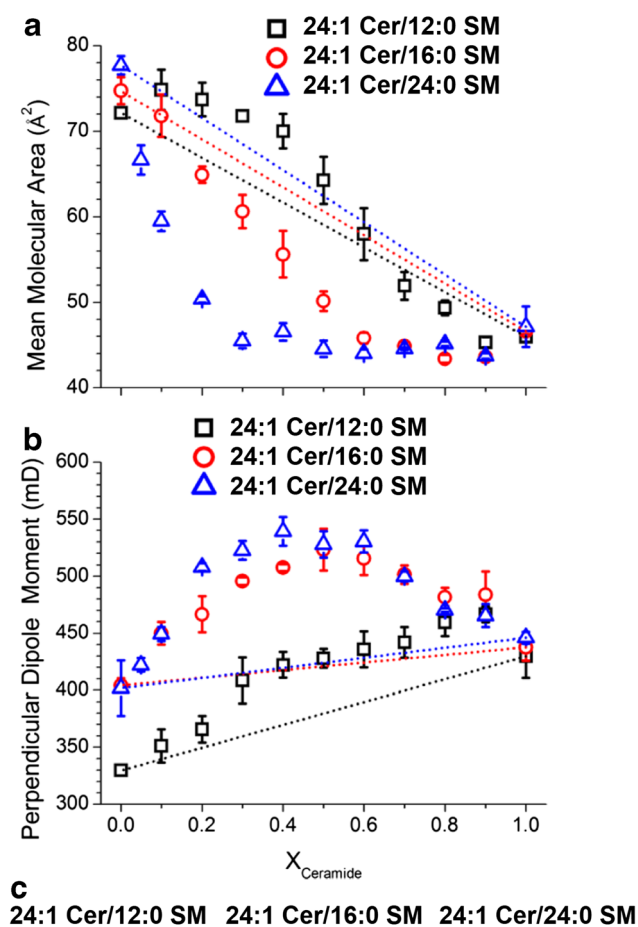 a
24:1 Cer/12:0 SM
24:1 Cer/16:0 SM
24:1 Cer/24:0 SM
Mean Molecular Area (Å²)
80
70
60
50
40
b
24:1 Cer/12:0 SM
24:1 Cer/16:0 SM
24:1 Cer/24:0 SM
Perpendicular Dipole Moment (mD)
600
550
500
450
400
350
300
0.0 0.2 0.4 0.6 0.8 1.0
XCeramide
c
24:1 Cer/12:0 SM 24:1 Cer/16:0 SM 24:1 Cer/24:0 SM